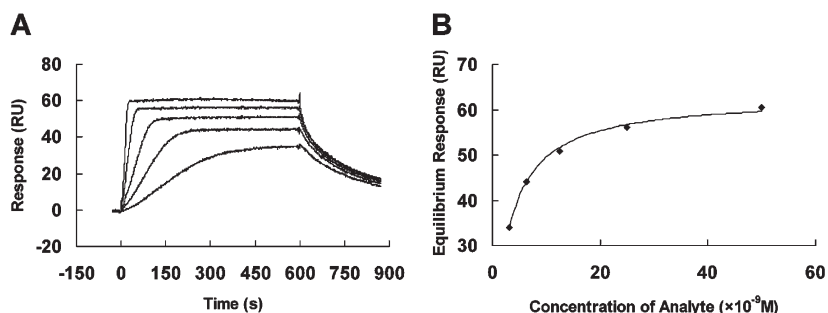 A
Response (RU)
80
60
40
20
0
-20
-150 0 150 300 450 600 750 900
Time (s)
B
Equilibrium Response (RU)
70
60
50
40
30
0 20 40 60
Concentration of Analyte (×10⁻⁹M)